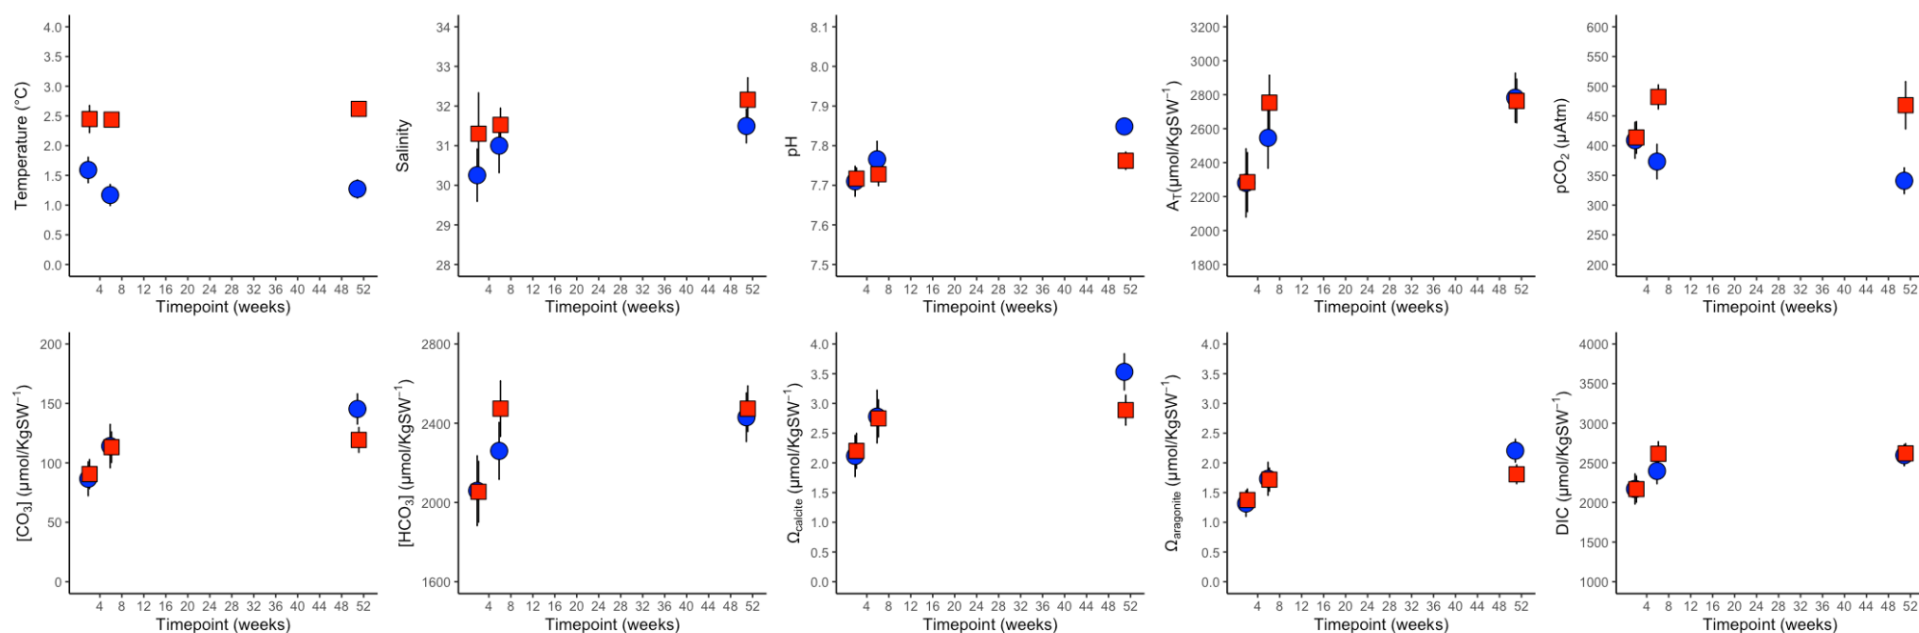 Temperature (°C)
4.0
3.5
3.0
2.5
2.0
1.5
1.0
0.5
0.0
4 8 12 16 20 24 28 32 36 40 44 48 52
Timepoint (weeks)
Salinity
34
33
32
31
30
29
28
4 8 12 16 20 24 28 32 36 40 44 48 52
Timepoint (weeks)
pH
8.1
8.0
7.9
7.8
7.7
7.6
7.5
4 8 12 16 20 24 28 32 36 40 44 48 52
Timepoint (weeks)
A_T(μmol/KgSW⁻¹)
3200
3000
2800
2600
2400
2200
2000
1800
4 8 12 16 20 24 28 32 36 40 44 48 52
Timepoint (weeks)
pCO₂ (μAtm)
600
550
500
450
400
350
300
250
200
4 8 12 16 20 24 28 32 36 40 44 48 52
Timepoint (weeks)
[CO₃] (μmol/KgSW⁻¹)
200
150
100
50
0
4 8 12 16 20 24 28 32 36 40 44 48 52
Timepoint (weeks)
[HCO₃] (μmol/KgSW⁻¹)
2800
2400
2000
1600
4 8 12 16 20 24 28 32 36 40 44 48 52
Timepoint (weeks)
Ω_calcite (μmol/KgSW⁻¹)
4.0
3.5
3.0
2.5
2.0
1.5
1.0
0.5
0.0
4 8 12 16 20 24 28 32 36 40 44 48 52
Timepoint (weeks)
Ω_aragonite (μmol/KgSW⁻¹)
4.0
3.5
3.0
2.5
2.0
1.5
1.0
0.5
0.0
4 8 12 16 20 24 28 32 36 40 44 48 52
Timepoint (weeks)
DIC (μmol/KgSW⁻¹)
4000
3500
3000
2500
2000
1500
1000
4 8 12 16 20 24 28 32 36 40 44 48 52
Timepoint (weeks)